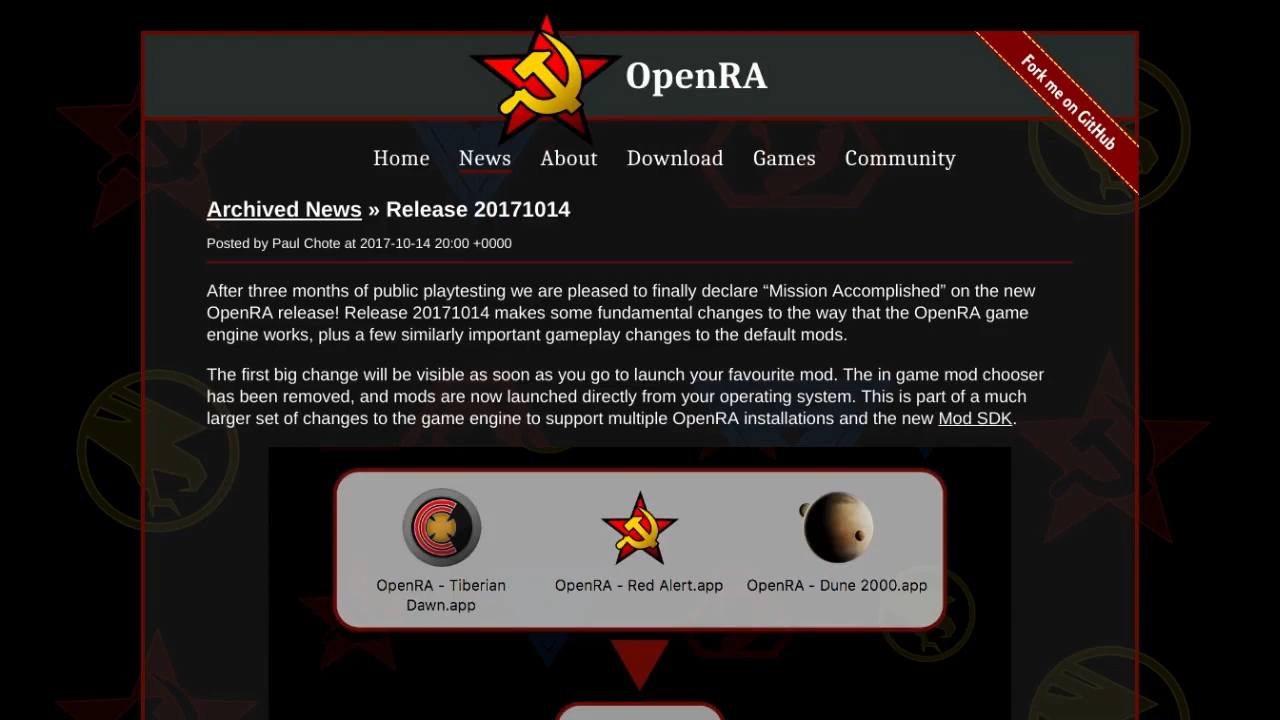 OpenRA
Fork me on GitHub
Home News About Download Games Community
Archived News » Release 20171014
Posted by Paul Chote at 2017-10-14 20:00 +0000
After three months of public playtesting we are pleased to finally declare “Mission Accomplished” on the new
OpenRA release! Release 20171014 makes some fundamental changes to the way that the OpenRA game
engine works, plus a few similarly important gameplay changes to the default mods.
The first big change will be visible as soon as you go to launch your favourite mod. The in game mod chooser
has been removed, and mods are now launched directly from your operating system. This is part of a much
larger set of changes to the game engine to support multiple OpenRA installations and the new Mod SDK.
OpenRA - Tiberian
Dawn.app
OpenRA - Red Alert.app
OpenRA - Dune 2000.app